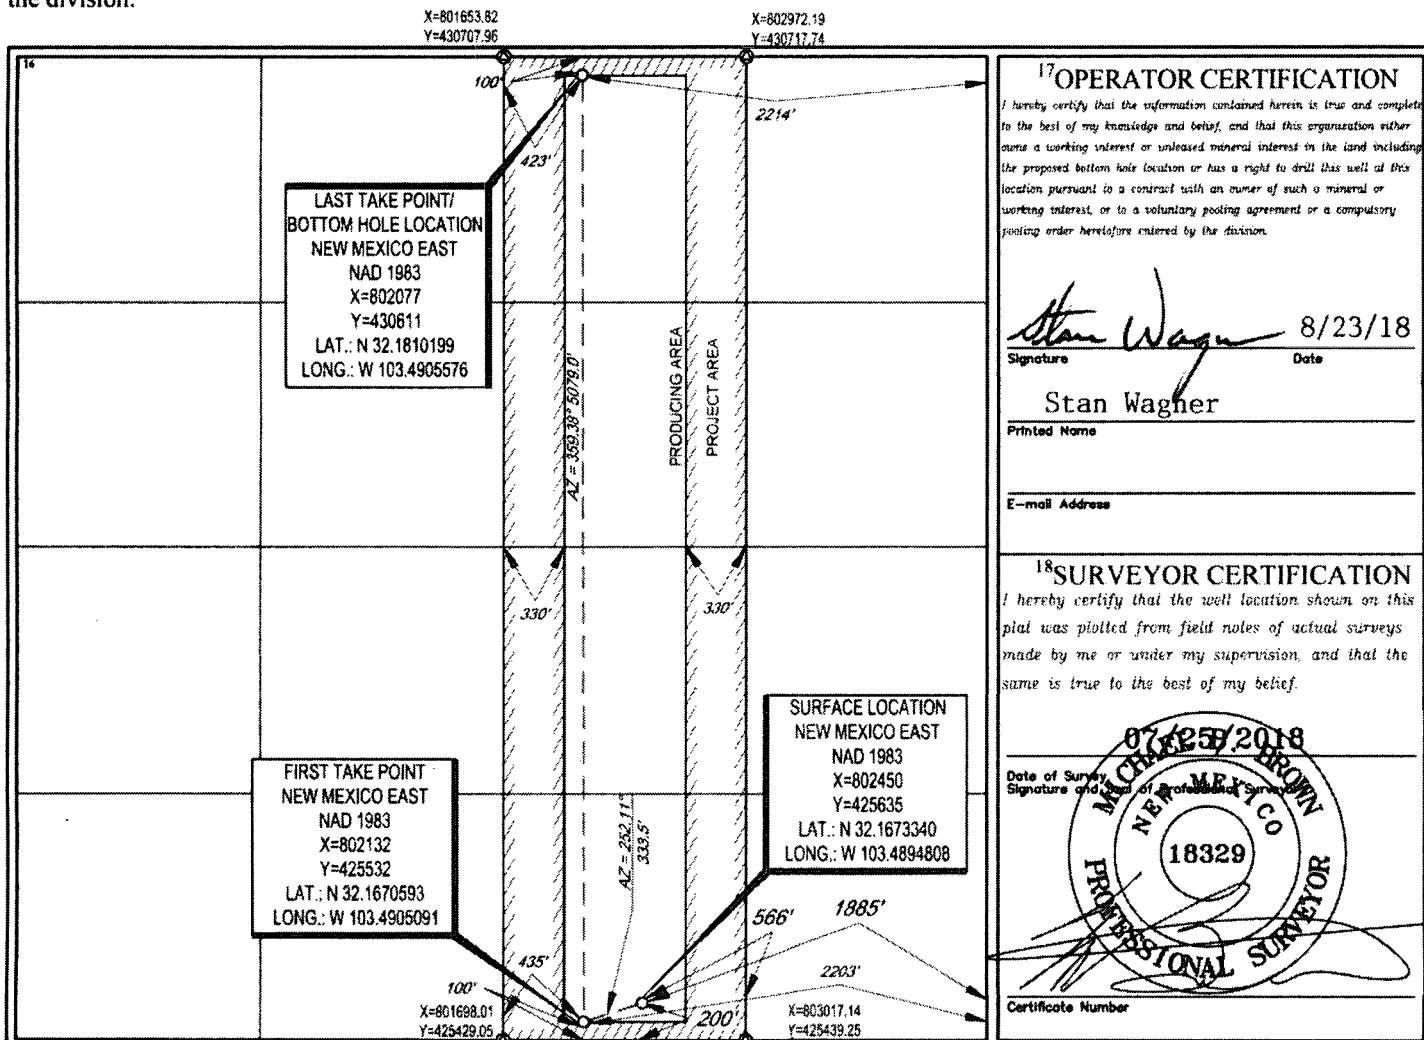 the division.
X=801653.82
Y=430707.96
X=802972.19
Y=430717.74
16
100'
423'
2214'
LAST TAKE POINT/
BOTTOM HOLE LOCATION
NEW MEXICO EAST
NAD 1983
X=802077
Y=430611
LAT.: N 32.1810199
LONG.: W 103.4905576
AZ = 359.38° 5079.0'
PRODUCING AREA
PROJECT AREA
330'
330'
SURFACE LOCATION
NEW MEXICO EAST
NAD 1983
X=802450
Y=425635
LAT.: N 32.1673340
LONG.: W 103.4894808
FIRST TAKE POINT
NEW MEXICO EAST
NAD 1983
X=802132
Y=425532
LAT.: N 32.1670593
LONG.: W 103.4905091
AZ = 252.11°
333.5'
566'
1885'
435'
100'
2203'
200'
X=801698.01
Y=425429.05
X=803017.14
Y=425439.25
17OPERATOR CERTIFICATION
I hereby certify that the information contained herein is true and complete
to the best of my knowledge and belief, and that this organization either
owns a working interest or unleased mineral interest in the land including
the proposed bottom hole location or has a right to drill this well at this
location pursuant to a contract with an owner of such a mineral or
working interest, or to a voluntary pooling agreement or a compulsory
pooling order heretofore entered by the division.
Stan Wagner 8/23/18
Signature Date
Stan Wagner
Printed Name
E-mail Address
18SURVEYOR CERTIFICATION
I hereby certify that the well location shown on this
plat was plotted from field notes of actual surveys
made by me or under my supervision, and that the
same is true to the best of my belief.
07/25/2018
Date of Survey
Signature and Seal of Professional Surveyor:
MICHAEL BROWN
NEW MEXICO
18329
PROFESSIONAL SURVEYOR
Certificate Number